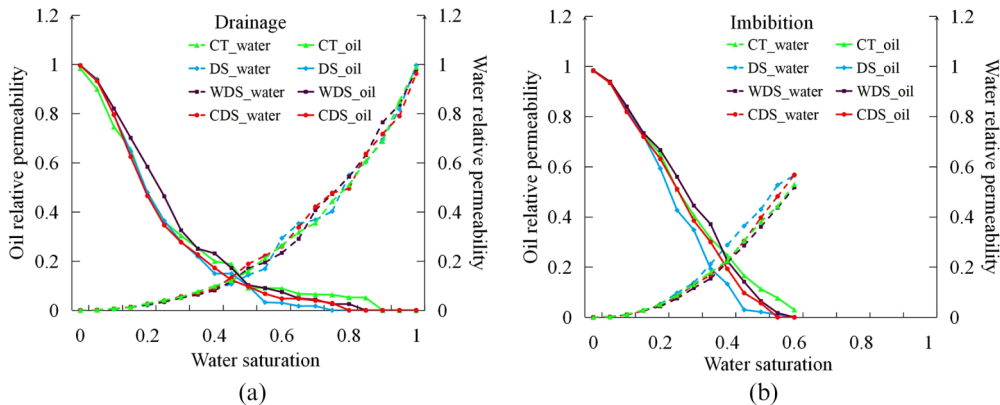 Drainage
CT_water CT_oil
DS_water DS_oil
WDS_water WDS_oil
CDS_water CDS_oil
Oil relative permeability
1.2
1
0.8
0.6
0.4
0.2
0
Water relative permeability
1.2
1
0.8
0.6
0.4
0.2
0
0 0.2 0.4 0.6 0.8 1
Water saturation
(a)
Imbibition
CT_water CT_oil
DS_water DS_oil
WDS_water WDS_oil
CDS_water CDS_oil
Oil relative permeability
1.2
1
0.8
0.6
0.4
0.2
0
Water relative permeability
1.2
1
0.8
0.6
0.4
0.2
0
0 0.2 0.4 0.6 0.8 1
Water saturation
(b)